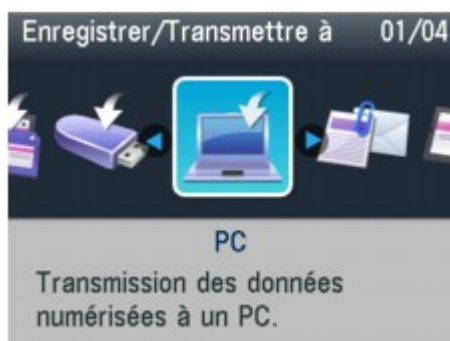 Enregistrer/Transmettre à 01/04
PC
Transmission des données
numérisées à un PC.